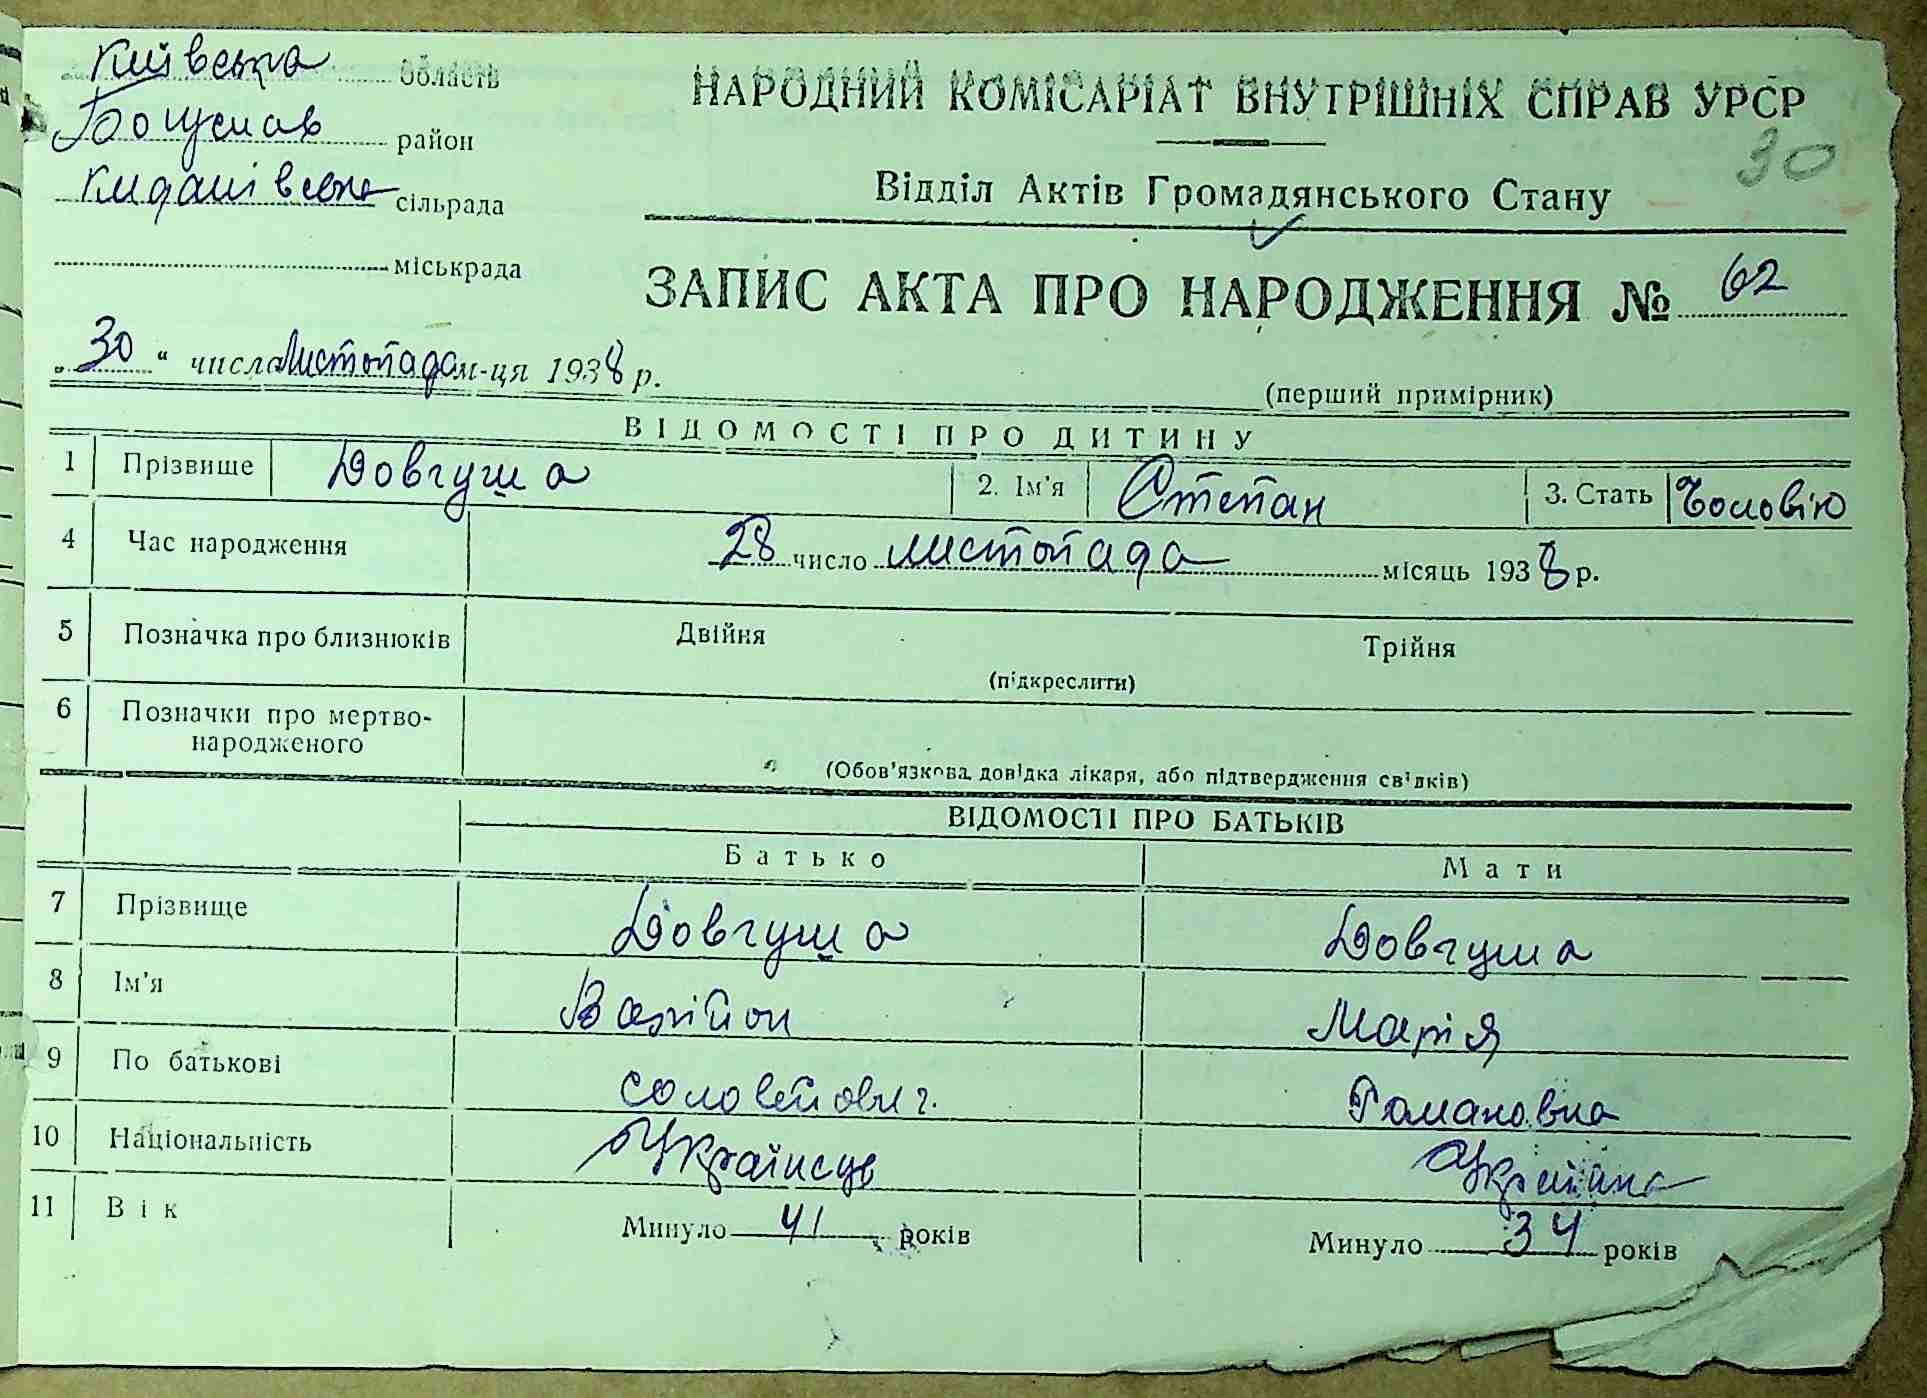 Київська область
Богуслав район
Киданівська сільрада
міськрада
НАРОДНИЙ КОМІСАРІАТ ВНУТРІШНІХ СПРАВ УРСР
30
Відділ Актів Громадянського Стану
ЗАПИС АКТА ПРО НАРОДЖЕННЯ № 62
„30“ числа Листопада м-ця 1938 р.
(перший примірник)
ВІДОМОСТІ ПРО ДИТИНУ
1 Прізвище Довгуша 2. Ім'я Степан 3. Стать
4 Час народження 28 число листопада місяць 1938 р.
5 Позначка про близнюків Двійня Трійня
(підкреслити)
6 Позначки про мертво-
народженого
(Обов'язкова довідка лікаря, або підтвердження свідків)
ВІДОМОСТІ ПРО БАТЬКІВ
Батько Мати
7 Прізвище Довгуша Довгуша
8 Ім'я Марія
9 По батькові Соловейович Романовна
10 Національність Українець Українка
11 Вік Минуло 41 років Минуло 34 років